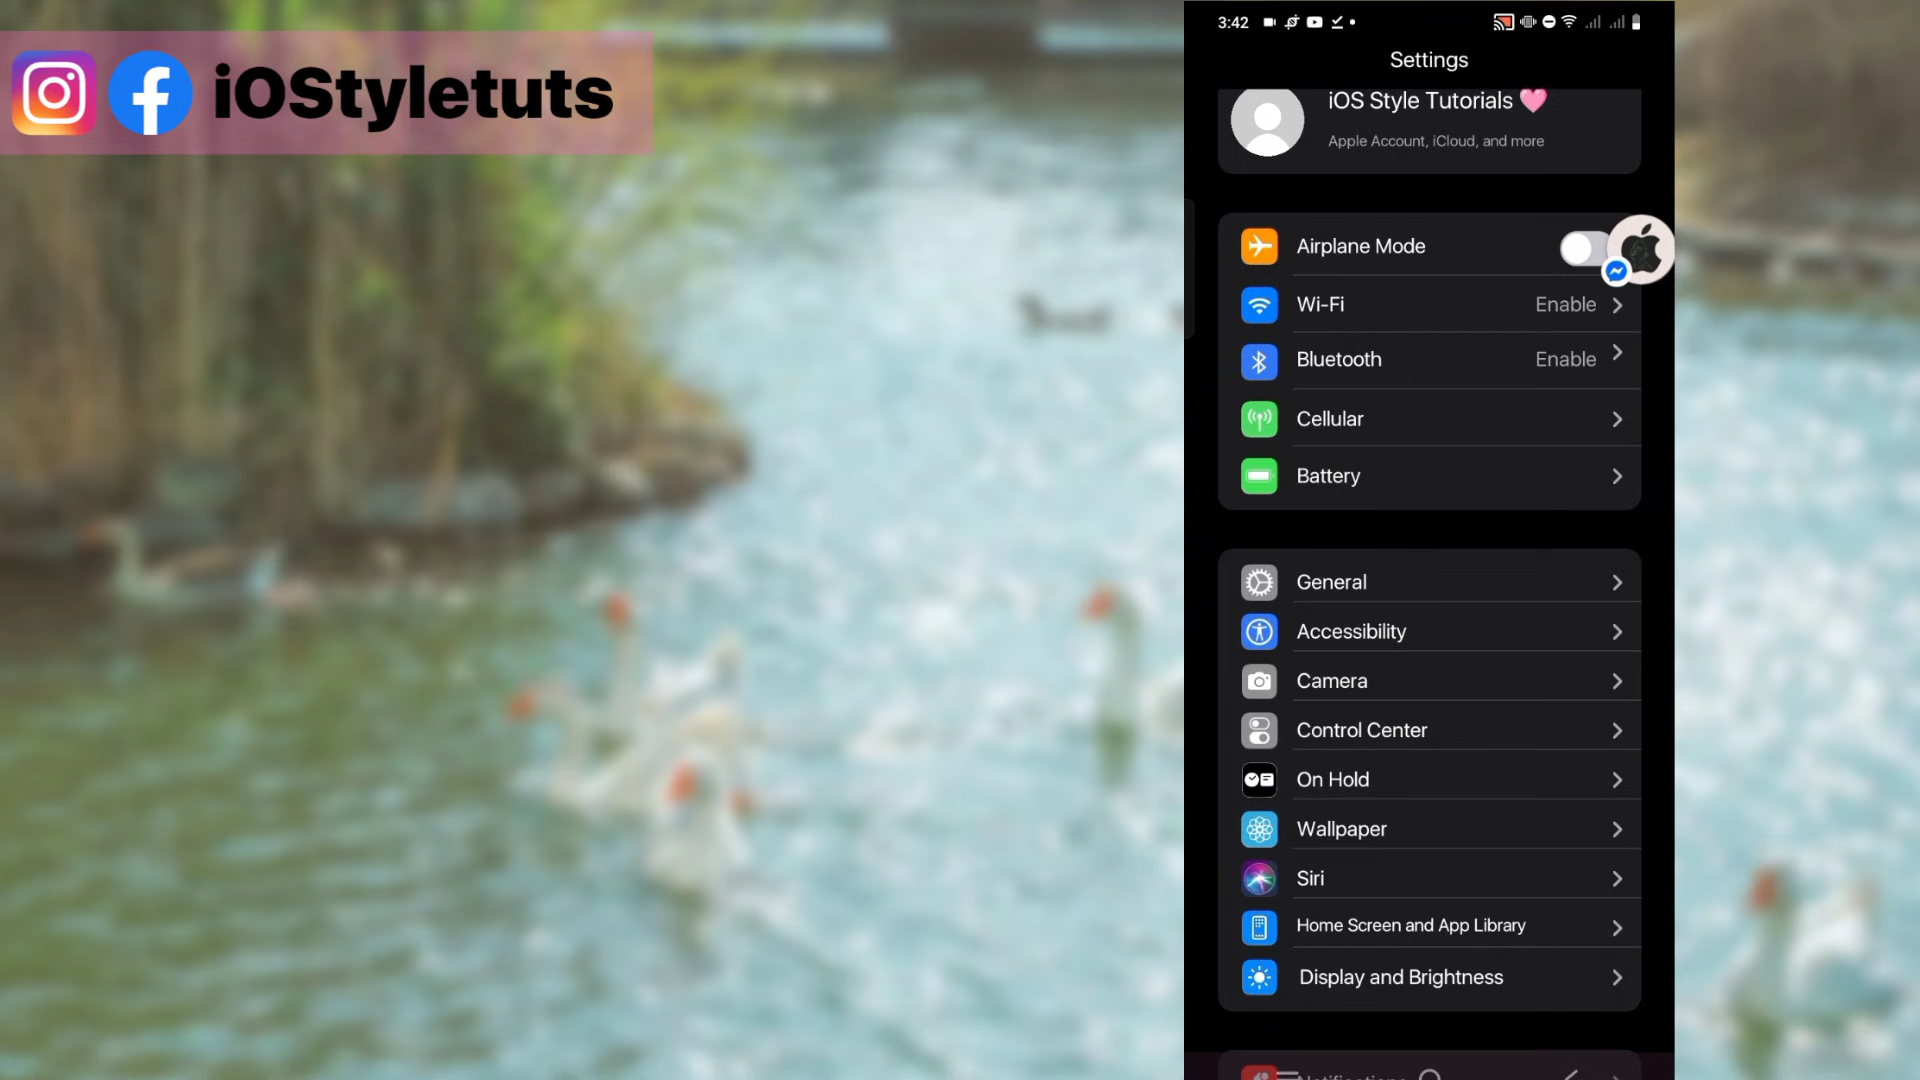 iOStyletuts
3:42
Settings
iOS Style Tutorials 🩷
Apple Account, iCloud, and more
Airplane Mode
Wi-Fi Enable
Bluetooth Enable
Cellular
Battery
General
Accessibility
Camera
Control Center
On Hold
Wallpaper
Siri
Home Screen and App Library
Display and Brightness
Notifications